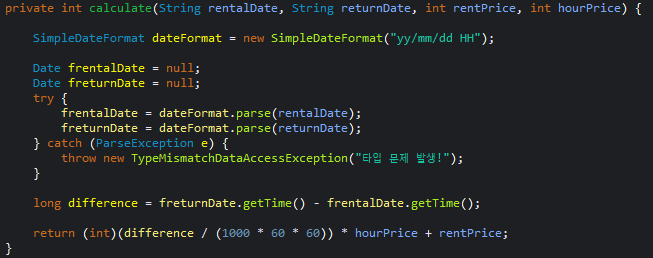 private int calculate(String rentalDate, String returnDate, int rentPrice, int hourPrice) {
SimpleDateFormat dateFormat = new SimpleDateFormat("yy/mm/dd HH");
Date frentalDate = null;
Date freturnDate = null;
try {
frentalDate = dateFormat.parse(rentalDate);
freturnDate = dateFormat.parse(returnDate);
} catch (ParseException e) {
throw new TypeMismatchDataAccessException("타입 문제 발생!");
}
long difference = freturnDate.getTime() - frentalDate.getTime();
return (int)(difference / (1000 * 60 * 60)) * hourPrice + rentPrice;
}